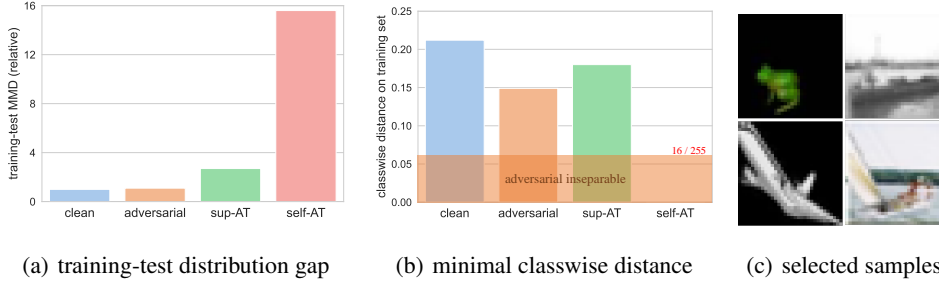 training-test MMD (relative)
16
12
8
4
0
clean
adversarial
sup-AT
self-AT
classwise distance on training set
0.25
0.20
0.15
0.10
0.05
0.00
16 / 255
adversarial inseparable
clean
adversarial
sup-AT
self-AT
(a) training-test distribution gap
(b) minimal classwise distance
(c) selected samples